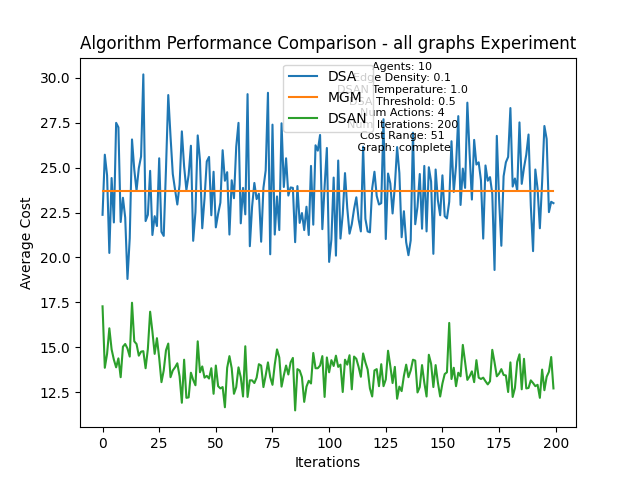 Algorithm Performance Comparison - all graphs Experiment
Average Cost
30.0
27.5
25.0
22.5
20.0
17.5
15.0
12.5
DSA
MGM
DSAN
Agents: 10
Edge Density: 0.1
DSAN Temperature: 1.0
DSA Threshold: 0.5
Num Actions: 4
Num Iterations: 200
Cost Range: 51
Graph: complete
0
25
50
75
100
125
150
175
200
Iterations